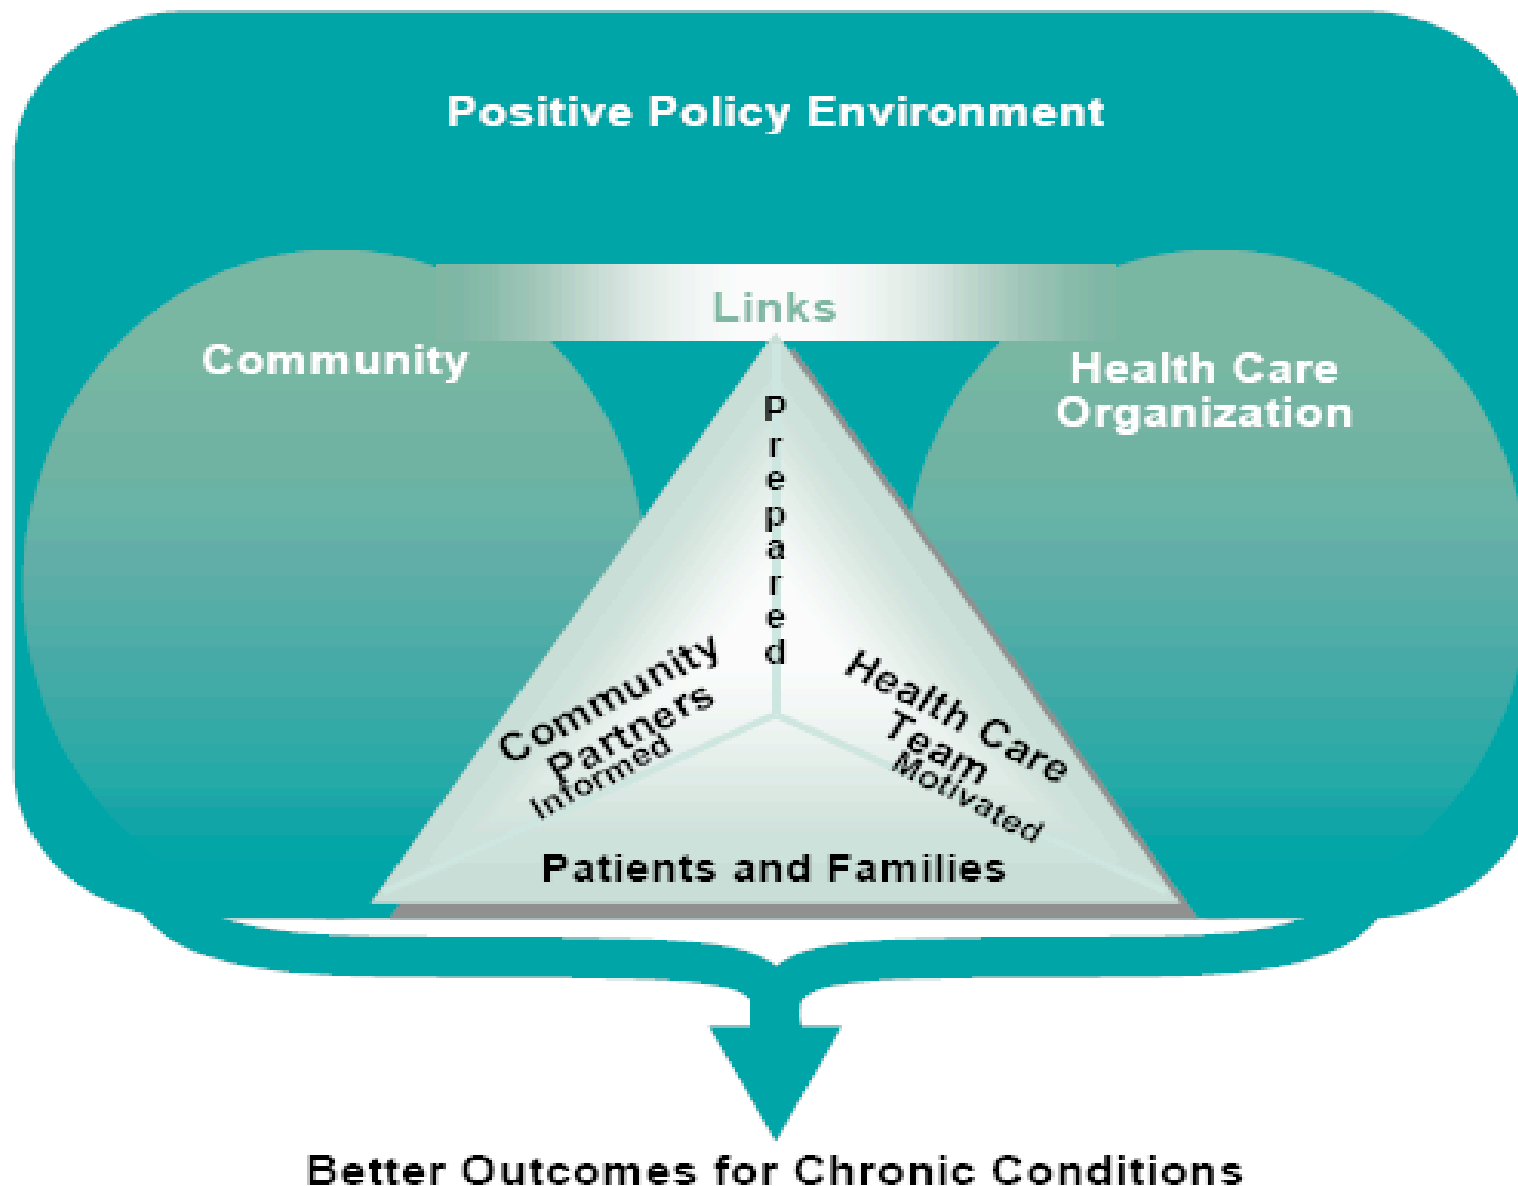 Positive Policy Environment
Links
Community
Health Care
Organization
Prepared
Community
Partners
Informed
Health Care
Team
Motivated
Patients and Families
Better Outcomes for Chronic Conditions